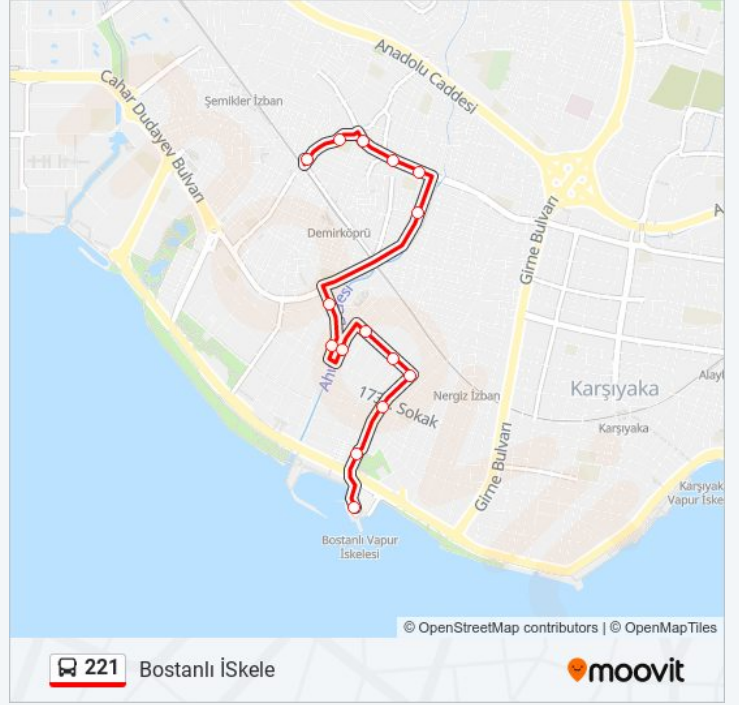 Anadolu Caddesi
Cahar Dudayev Bulvarı
Şemikler İzban
Girne Bulvarı
A
Demirköprü
Ahı
esi
173
Sokak
Nergiz İzban
Karşıyaka
Alayl
Karşıyaka
Girne Bulvarı
Karşıyak
Vapur İske
Bostanlı Vapur
İskelesi
© OpenStreetMap contributors | © OpenMapTiles
221 Bostanlı İSkele
moovit